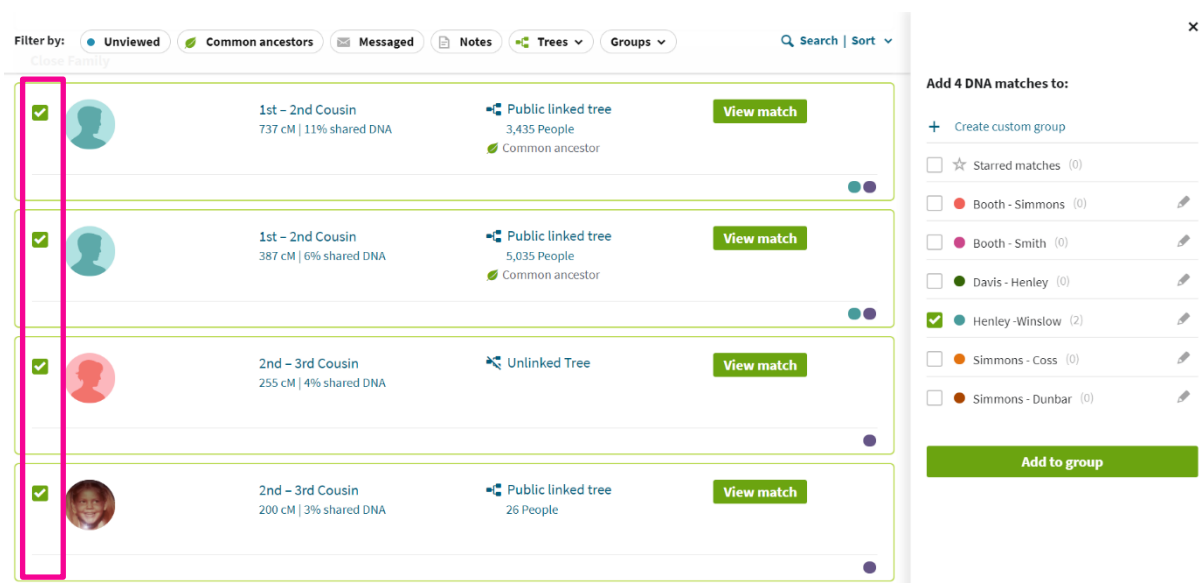 Filter by: Unviewed Common ancestors Messaged Notes Trees Groups Search | Sort
Close Family
1st – 2nd Cousin Public linked tree View match
737 cM | 11% shared DNA 3,435 People
Common ancestor
1st – 2nd Cousin Public linked tree View match
387 cM | 6% shared DNA 5,035 People
Common ancestor
2nd – 3rd Cousin Unlinked Tree View match
255 cM | 4% shared DNA
2nd – 3rd Cousin Public linked tree View match
200 cM | 3% shared DNA 26 People
Add 4 DNA matches to:
+ Create custom group
Starred matches (0)
Booth - Simmons (0)
Booth - Smith (0)
Davis - Henley (0)
Henley -Winslow (2)
Simmons - Coss (0)
Simmons - Dunbar (0)
Add to group